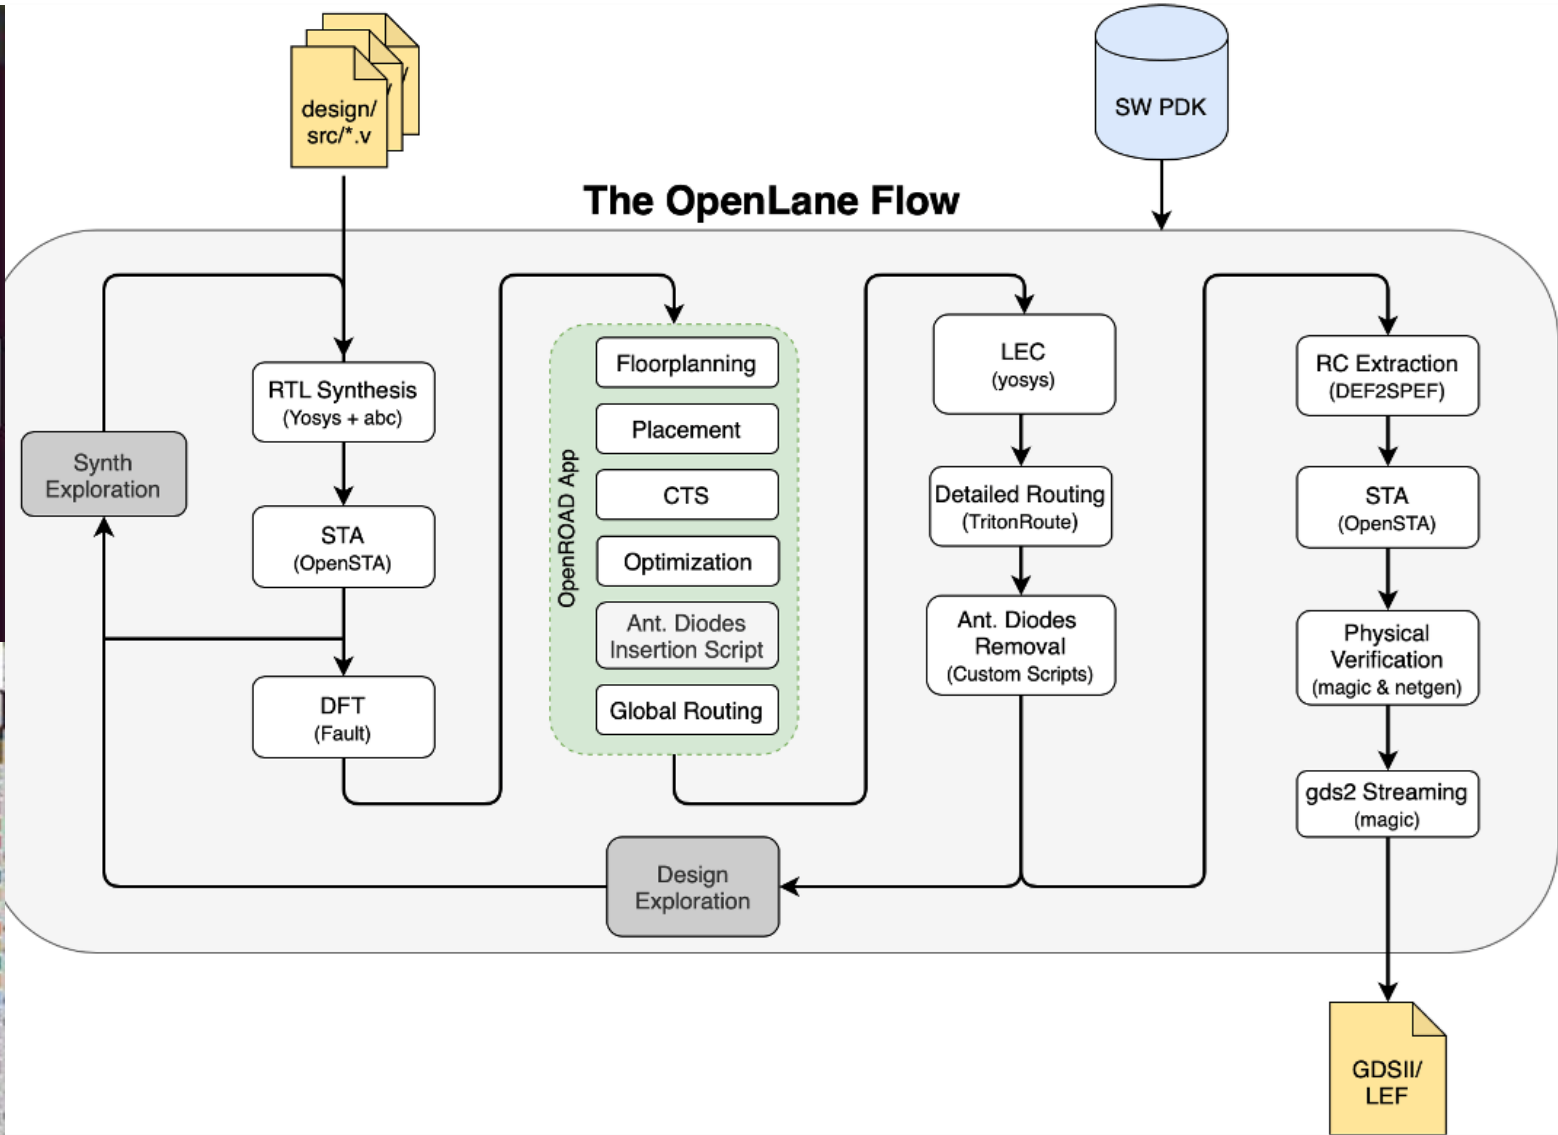 design/
src/*.v
SW PDK
The OpenLane Flow
RTL Synthesis
(Yosys + abc)
Synth
Exploration
STA
(OpenSTA)
DFT
(Fault)
OpenROAD App
Floorplanning
Placement
CTS
Optimization
Ant. Diodes
Insertion Script
Global Routing
LEC
(yosys)
Detailed Routing
(TritonRoute)
Ant. Diodes
Removal
(Custom Scripts)
Design
Exploration
RC Extraction
(DEF2SPEF)
STA
(OpenSTA)
Physical
Verification
(magic & netgen)
gds2 Streaming
(magic)
GDSII/
LEF